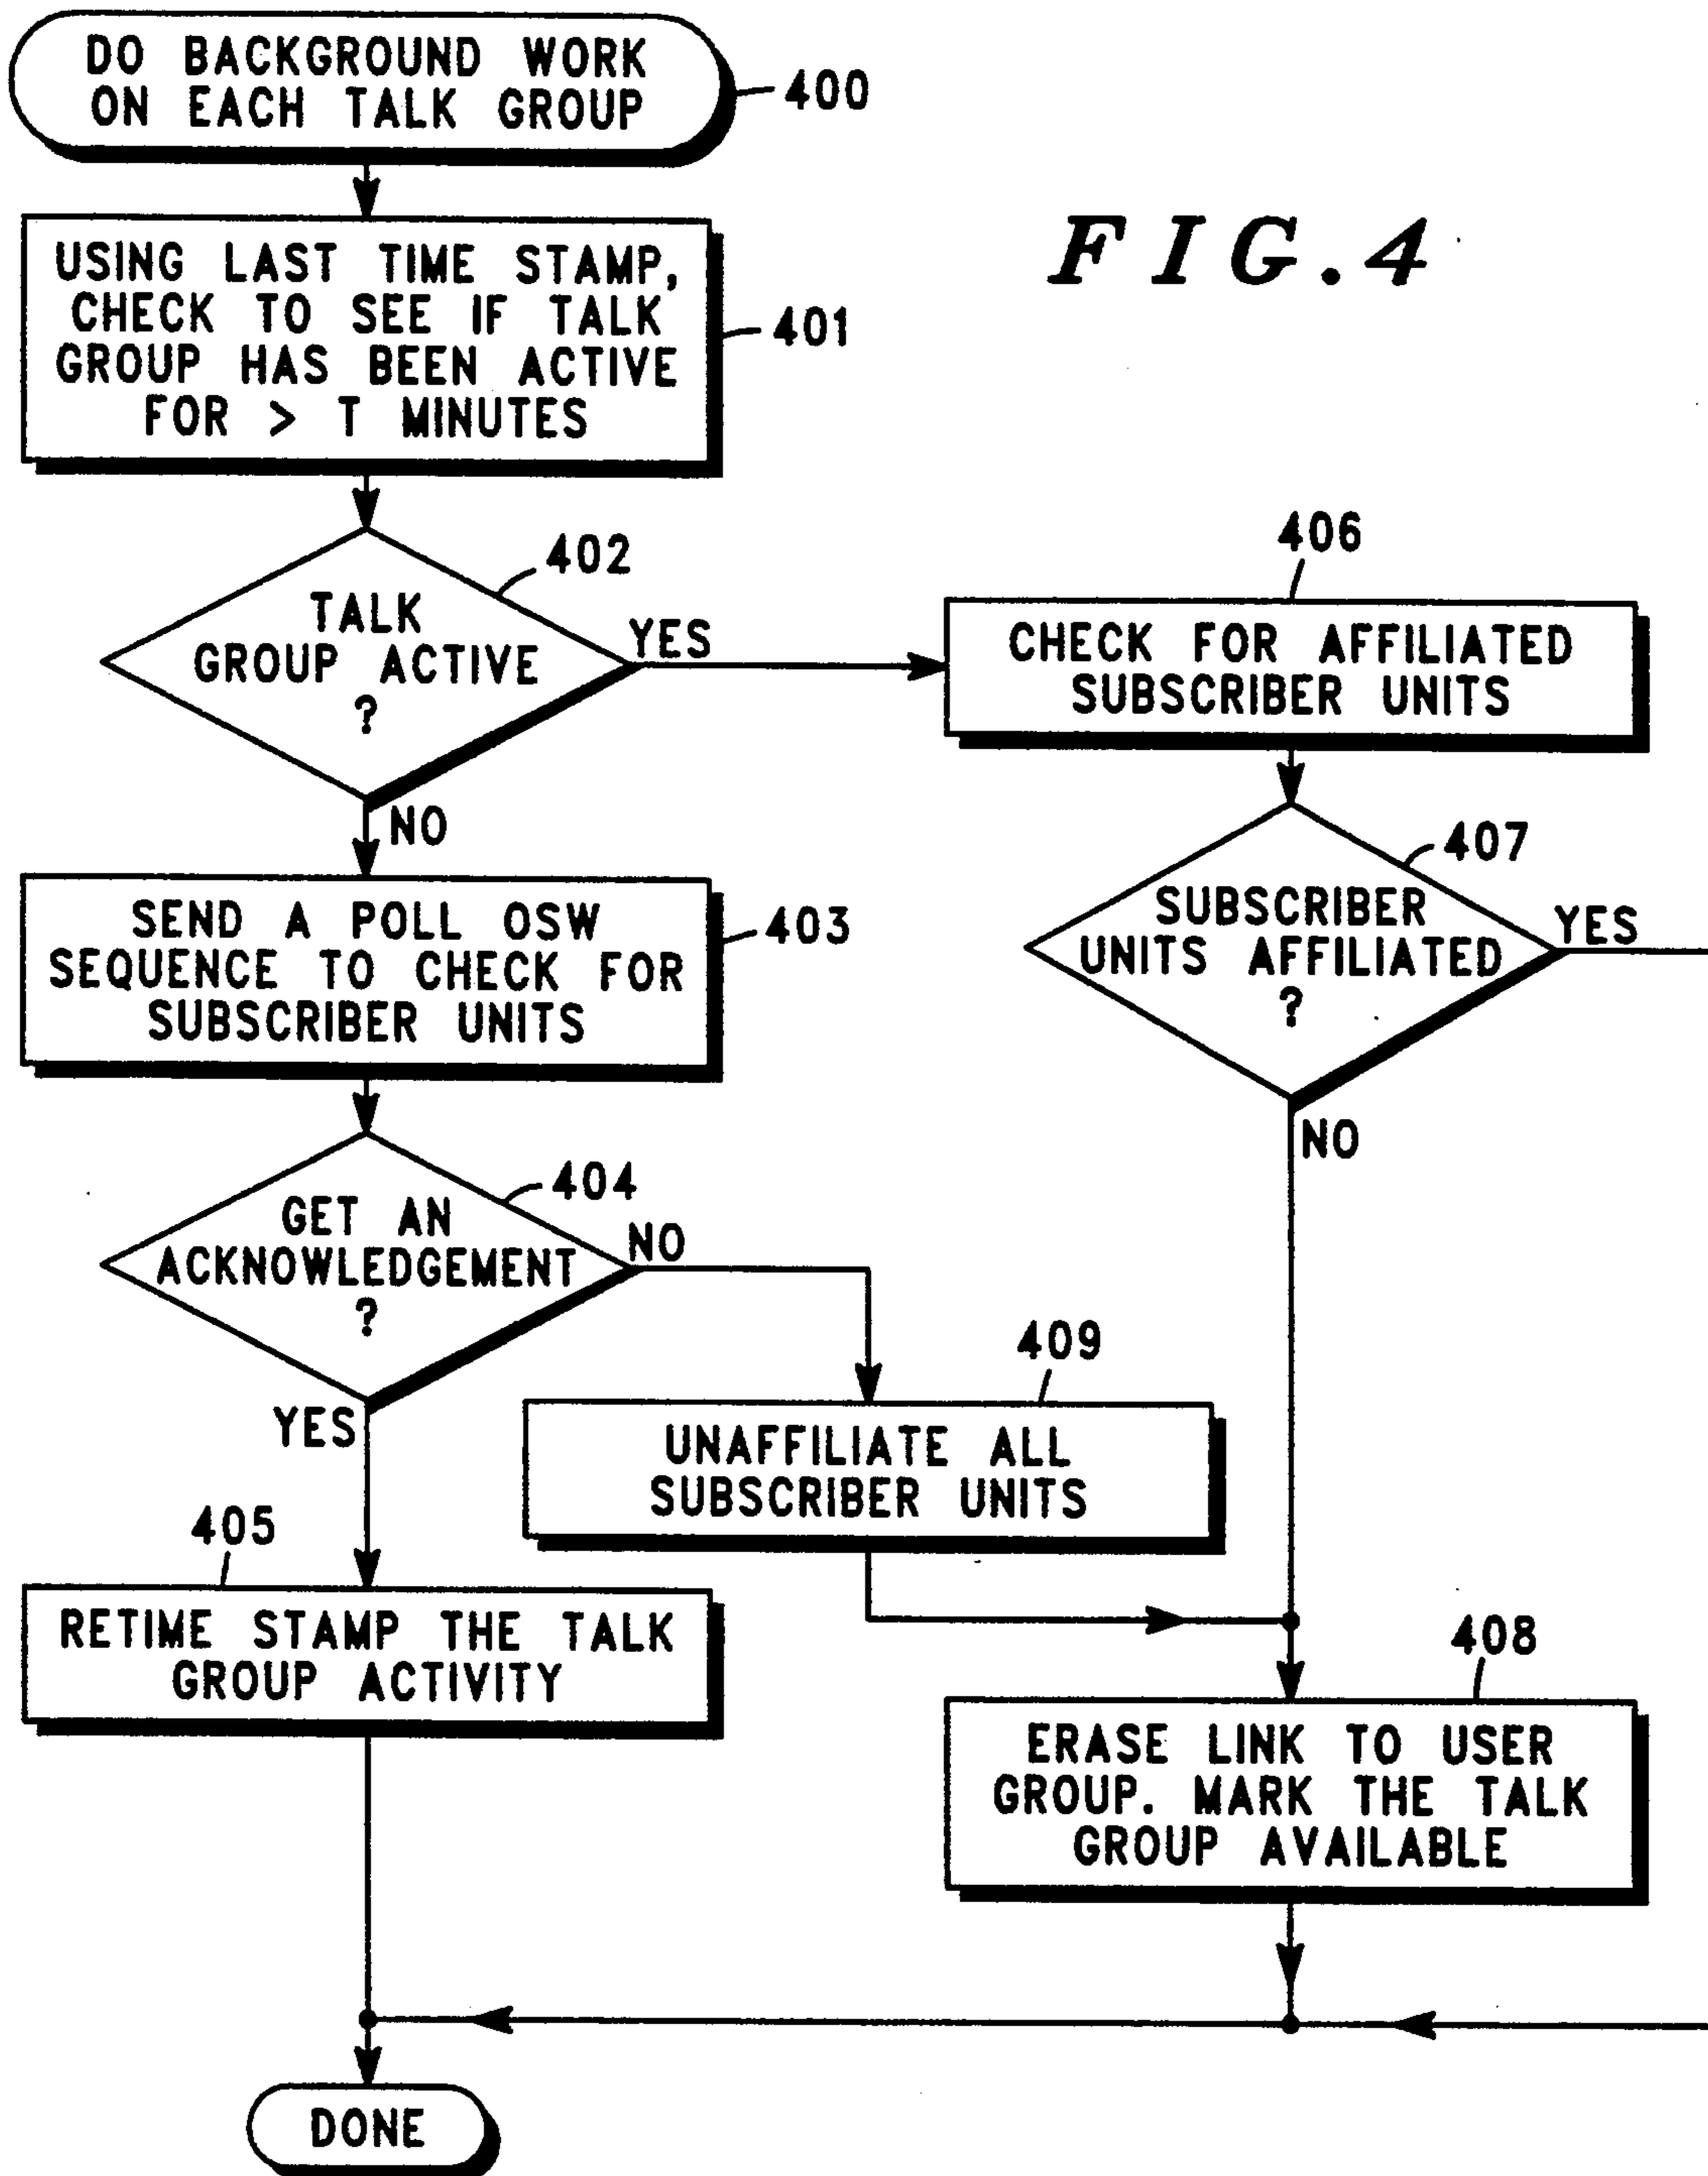 DO BACKGROUND WORK
ON EACH TALK GROUP
400
FIG.4
USING LAST TIME STAMP,
CHECK TO SEE IF TALK
GROUP HAS BEEN ACTIVE
FOR > T MINUTES
401
402
TALK
GROUP ACTIVE
?
YES
NO
406
CHECK FOR AFFILIATED
SUBSCRIBER UNITS
407
SUBSCRIBER
UNITS AFFILIATED
?
YES
NO
SEND A POLL OSW
SEQUENCE TO CHECK FOR
SUBSCRIBER UNITS
403
404
GET AN
ACKNOWLEDGEMENT
?
NO
YES
409
UNAFFILIATE ALL
SUBSCRIBER UNITS
405
RETIME STAMP THE TALK
GROUP ACTIVITY
408
ERASE LINK TO USER
GROUP. MARK THE TALK
GROUP AVAILABLE
DONE